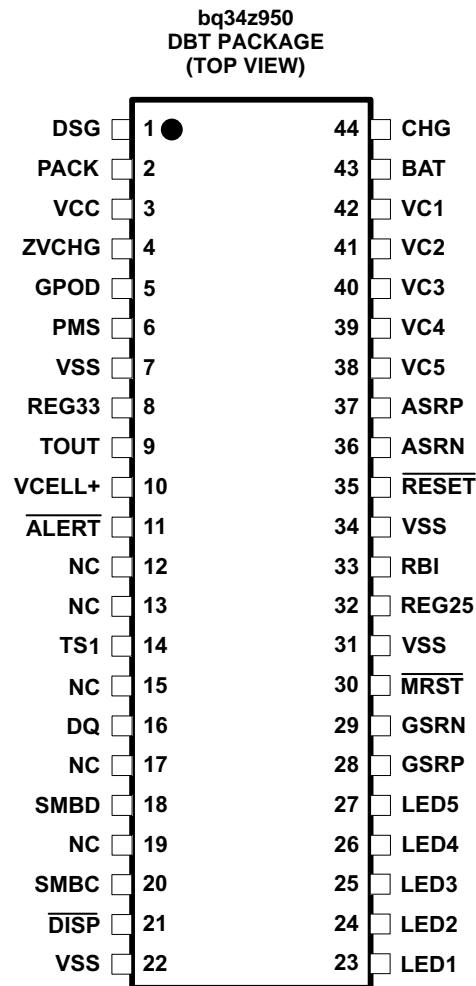 bq34z950
DBT PACKAGE
(TOP VIEW)
DSG 1 44 CHG
PACK 2 43 BAT
VCC 3 42 VC1
ZVCHG 4 41 VC2
GPOD 5 40 VC3
PMS 6 39 VC4
VSS 7 38 VC5
REG33 8 37 ASRP
TOUT 9 36 ASRN
VCELL+ 10 35 RESET
ALERT 11 34 VSS
NC 12 33 RBI
NC 13 32 REG25
TS1 14 31 VSS
NC 15 30 MRST
DQ 16 29 GSRN
NC 17 28 GSRP
SMBD 18 27 LED5
NC 19 26 LED4
SMBC 20 25 LED3
DISP 21 24 LED2
VSS 22 23 LED1